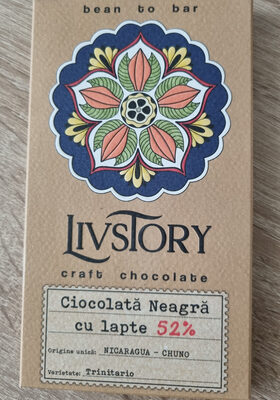 bean to bar
LIVSTORY
craft chocolate
Ciocolată Neagră
cu lapte 52%
Origine unică: NICARAGUA - CHUNO
Varietate: Trinitario